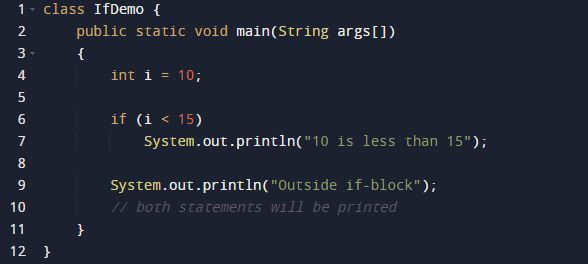 1 class IfDemo {
2     public static void main(String args[])
3     {
4         int i = 10;
5
6         if (i < 15)
7             System.out.println("10 is less than 15");
8
9         System.out.println("Outside if-block");
10         // both statements will be printed
11     }
12 }